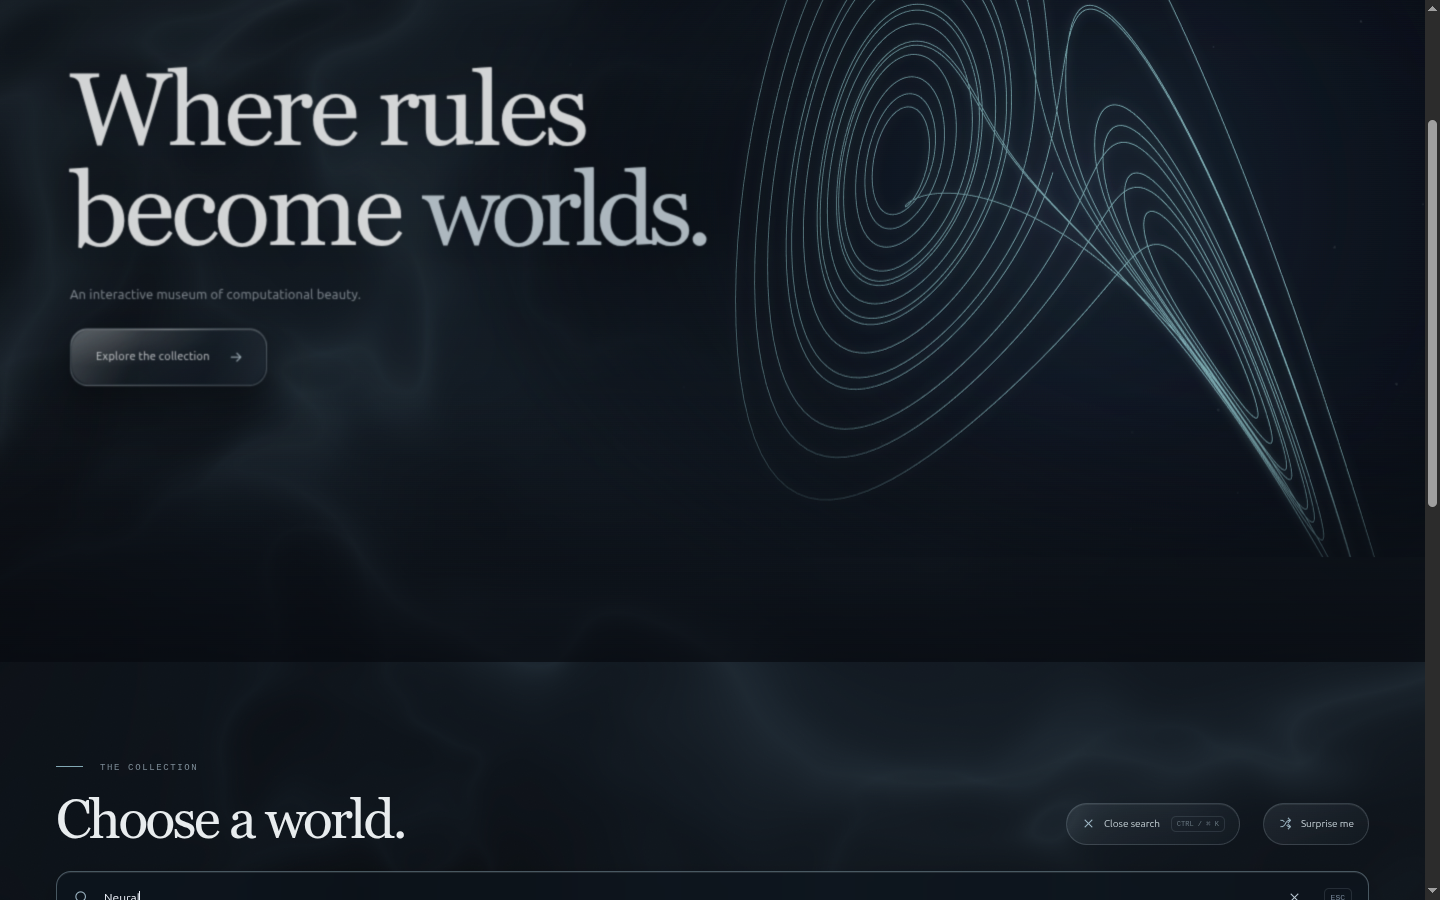 Where rules
become worlds.
An interactive museum of computational beauty.
Explore the collection
THE COLLECTION
Choose a world.
Close search CTRL / ⌘ K
Surprise me
Neural
ESC